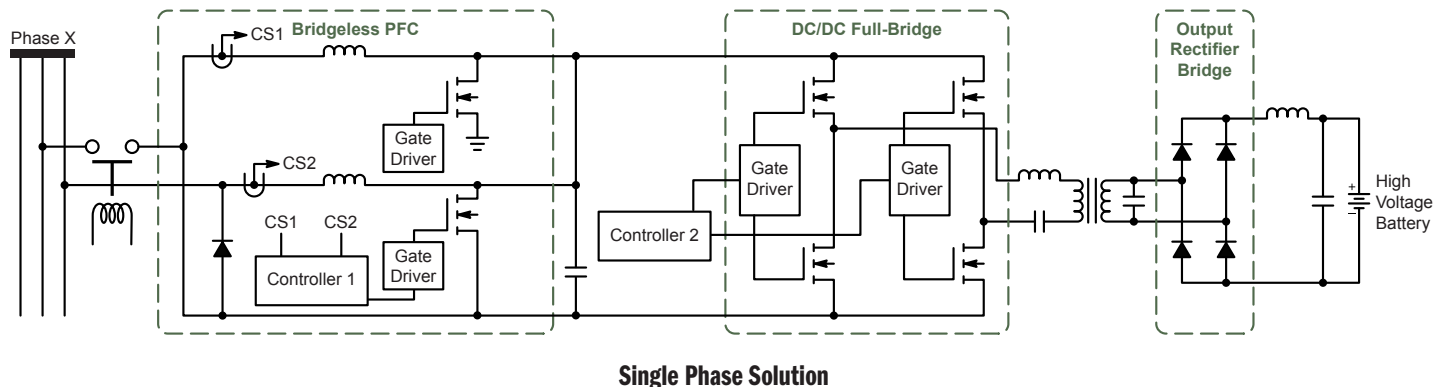 Phase X
Bridgeless PFC
CS1
Gate
Driver
CS2
CS1
CS2
Controller 1
Gate
Driver
DC/DC Full-Bridge
Gate
Driver
Gate
Driver
Controller 2
Output
Rectifier
Bridge
+
–
High
Voltage
Battery
Single Phase Solution